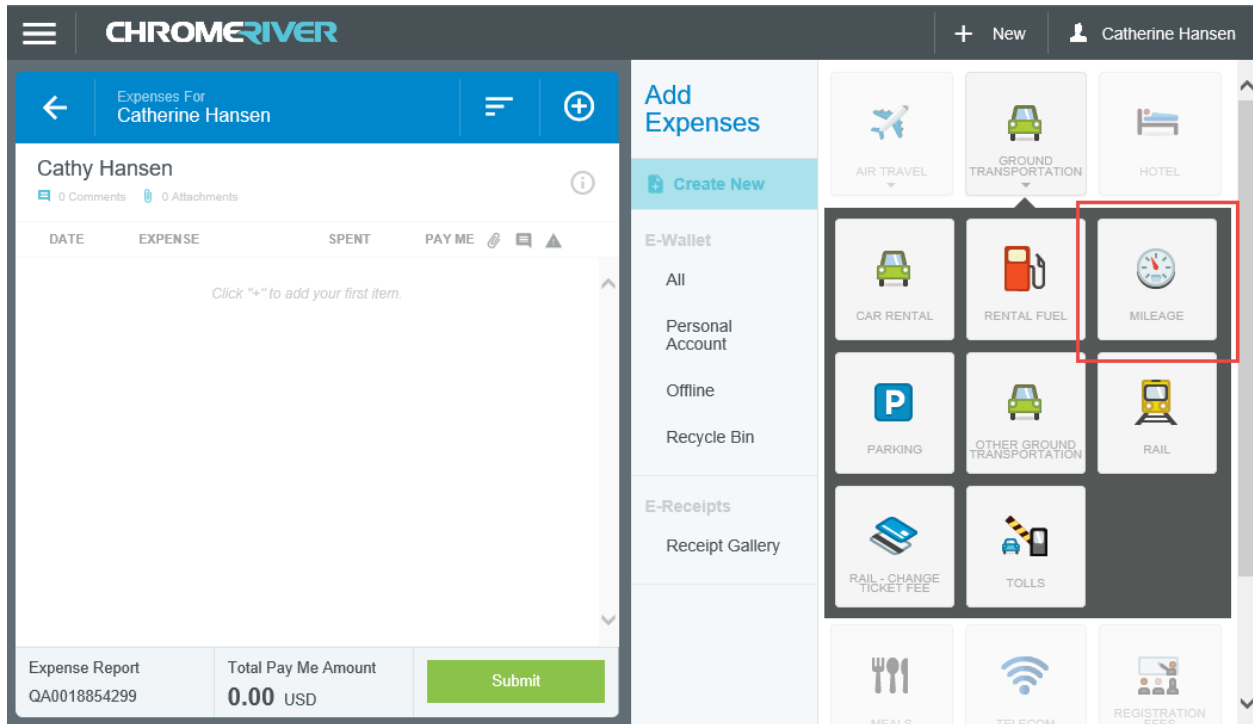 CHROMERIVER
+ New
Catherine Hansen
Expenses For
Catherine Hansen
Cathy Hansen
0 Comments 0 Attachments
DATE EXPENSE SPENT PAY ME
Click "+" to add your first item.
Expense Report
QA0018854299
Total Pay Me Amount
0.00 USD
Submit
Add
Expenses
Create New
E-Wallet
All
Personal
Account
Offline
Recycle Bin
E-Receipts
Receipt Gallery
AIR TRAVEL
GROUND
TRANSPORTATION
HOTEL
CAR RENTAL
RENTAL FUEL
MILEAGE
P
PARKING
OTHER GROUND
TRANSPORTATION
RAIL
RAIL - CHANGE
TICKET FEE
TOLLS
MEALS
TELECOM
REGISTRATION
FEES